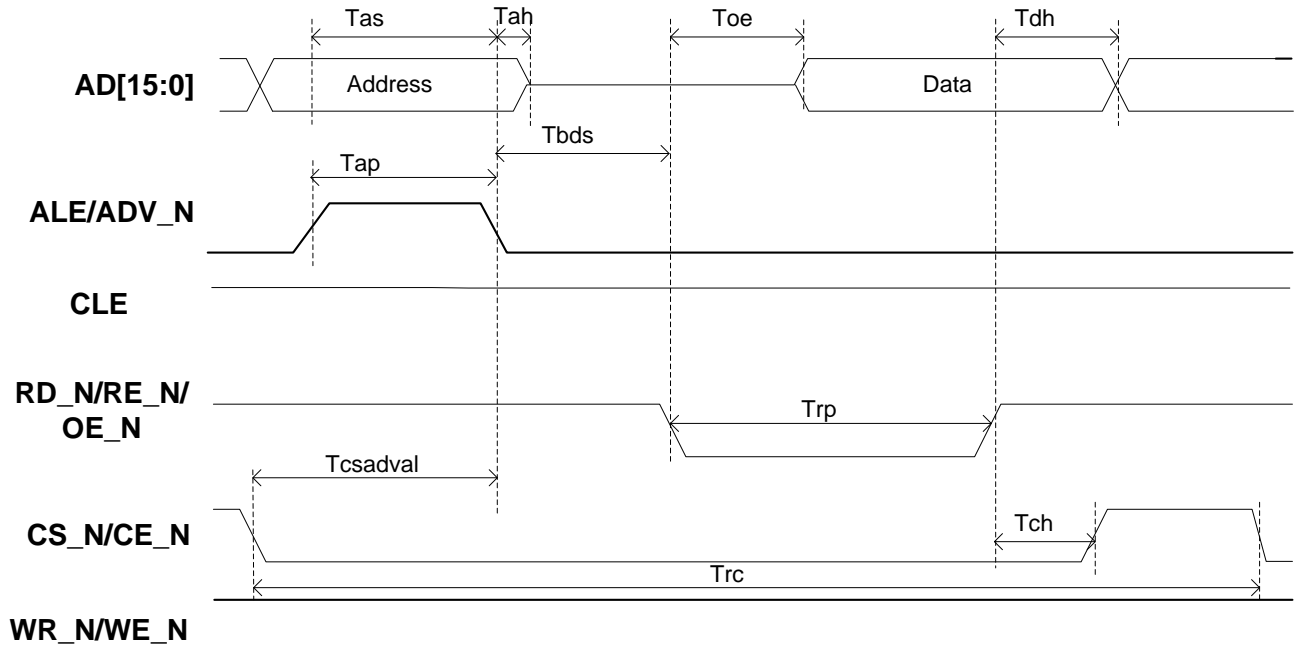 Tas
Tah
Toe
Tdh
AD[15:0]
Address
Data
Tbds
Tap
ALE/ADV_N
CLE
RD_N/RE_N/
OE_N
Trp
Tcsadval
CS_N/CE_N
Tch
Trc
WR_N/WE_N